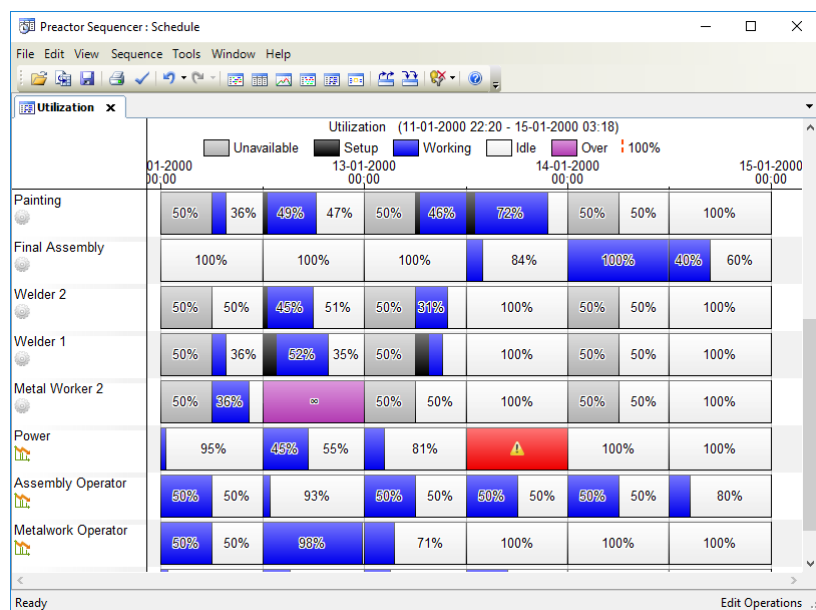 Preactor Sequencer : Schedule
File Edit View Sequence Tools Window Help
Utilization x
Utilization (11-01-2000 22:20 - 15-01-2000 03:18)
Unavailable Setup Working Idle Over 100%
01-2000 13-01-2000 14-01-2000 15-01-2000
00:00 00:00 00:00 00:00
Painting
50% 36% 49% 47% 50% 46% 72% 50% 50% 100%
Final Assembly
100% 100% 100% 84% 100% 40% 60%
Welder 2
50% 50% 45% 51% 50% 31% 100% 50% 50% 100%
Welder 1
50% 36% 52% 35% 50% 100% 50% 50% 100%
Metal Worker 2
50% 36% ∞ 50% 50% 100% 50% 50% 100%
Power
95% 45% 55% 81% 100% 100%
Assembly Operator
50% 50% 93% 50% 50% 50% 50% 50% 50% 80%
Metalwork Operator
50% 50% 98% 71% 100% 100% 100%
Ready Edit Operations